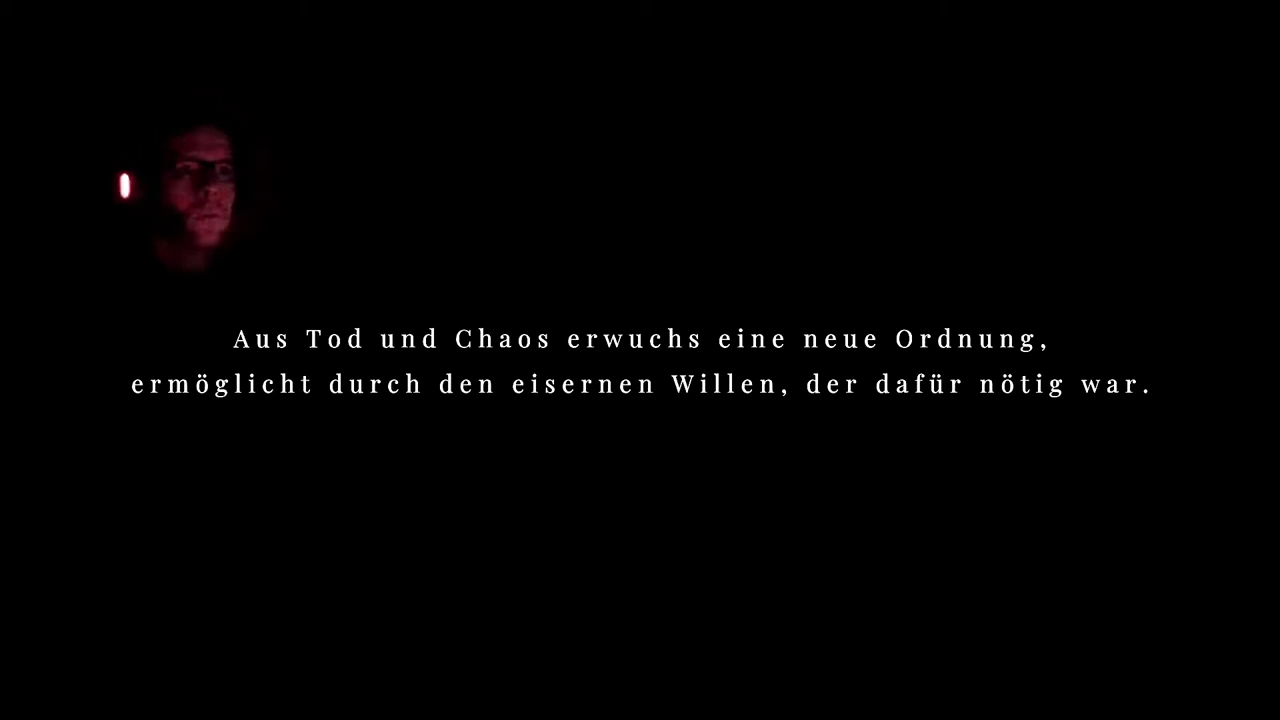 Aus Tod und Chaos erwuchs eine neue Ordnung,
ermöglicht durch den eisernen Willen, der dafür nötig war.